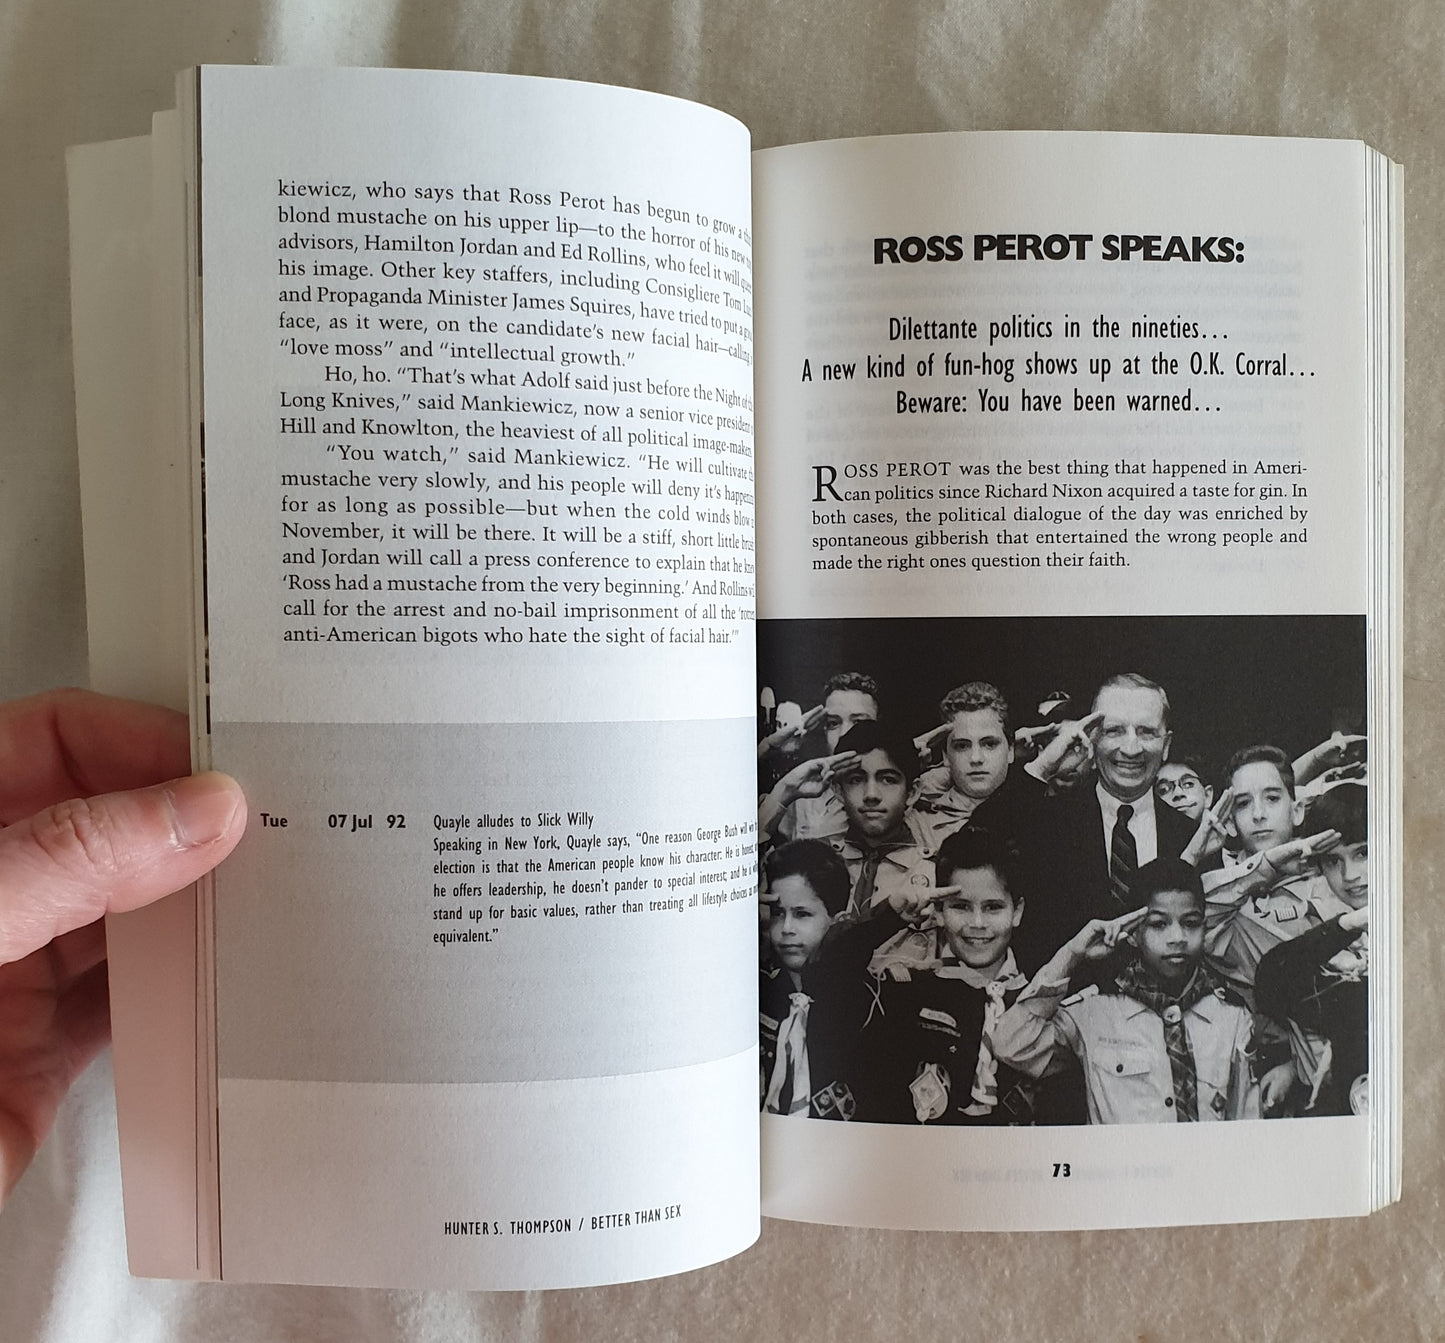 kiewicz, who says that Ross Perot has begun to grow a
blond mustache on his upper lip—to the horror of his new
advisors, Hamilton Jordan and Ed Rollins, who feel it will
his image. Other key staffers, including Consigliere Tom
and Propaganda Minister James Squires, have tried to put a
face, as it were, on the candidate's new facial hair—calling
“love moss” and “intellectual growth.”
Ho, ho. “That's what Adolf said just before the Night of the
Long Knives,” said Mankiewicz, now a senior vice president
Hill and Knowlton, the heaviest of all political image-makers.
“You watch,” said Mankiewicz. “He will cultivate
mustache very slowly, and his people will deny it's happening
for as long as possible—but when the cold winds blow
November, it will be there. It will be a stiff, short little
and Jordan will call a press conference to explain that he
‘Ross had a mustache from the very beginning.’ And Rollins
call for the arrest and no-bail imprisonment of all the
anti-American bigots who hate the sight of facial hair.’”
Tue 07 Jul 92 Quayle alludes to Slick Willy
Speaking in New York, Quayle says, “One reason George Bush will
election is that the American people know his character: He is honest,
he offers leadership, he doesn't pander to special interest; and he is
stand up for basic values, rather than treating all lifestyle choices
equivalent.”
HUNTER S. THOMPSON / BETTER THAN SEX
ROSS PEROT SPEAKS:
Dilettante politics in the nineties...
A new kind of fun-hog shows up at the O.K. Corral...
Beware: You have been warned...
ROSS PEROT was the best thing that happened in Ameri-
can politics since Richard Nixon acquired a taste for gin. In
both cases, the political dialogue of the day was enriched by
spontaneous gibberish that entertained the wrong people and
made the right ones question their faith.
73